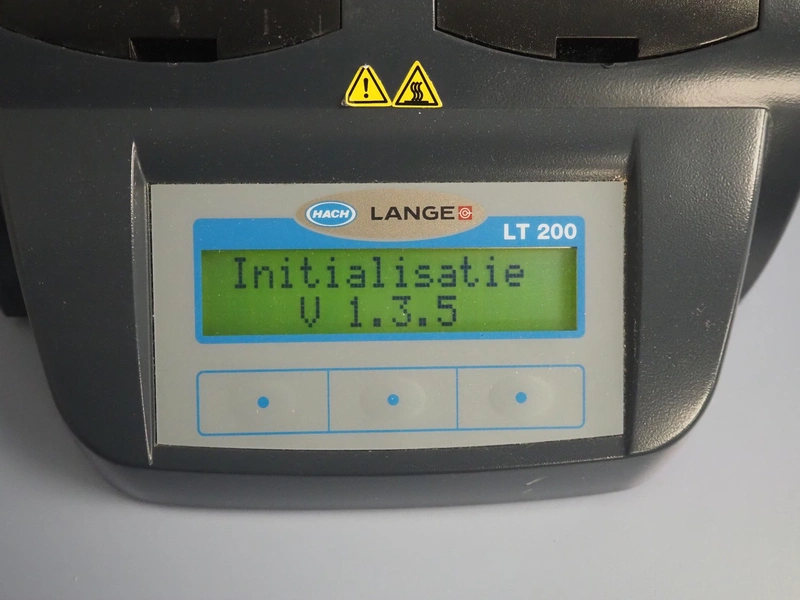 HACH LANGE
LT 200
Initialisatie
V 1.3.5